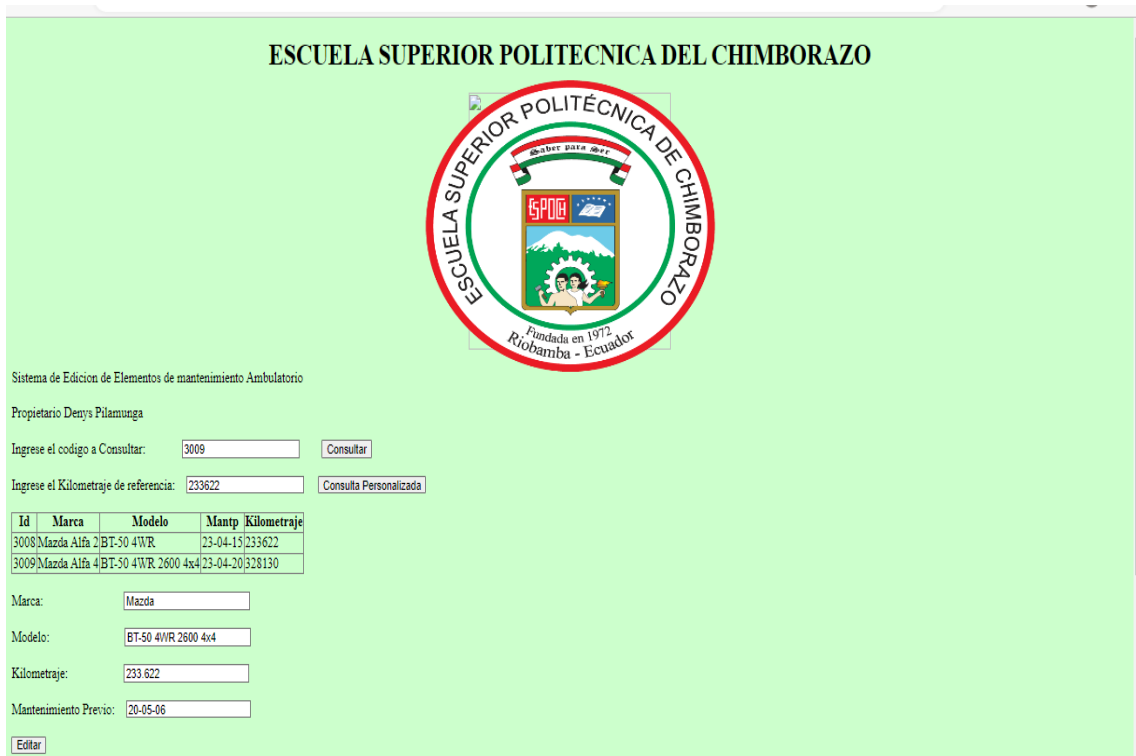 ESCUELA SUPERIOR POLITECNICA DEL CHIMBORAZO
ESCUELA SUPERIOR POLITÉCNICA DE CHIMBORAZO
Saber para Ser
ESPOCH
Fundada en 1972
Riobamba - Ecuador
Sistema de Edicion de Elementos de mantenimiento Ambulatorio
Propietario Denys Pilamunga
Ingrese el codigo a Consultar: 3009 Consultar
Ingrese el Kilometraje de referencia: 233622 Consulta Personalizada
Id Marca Modelo Mantp Kilometraje
3008 Mazda Alfa 2 BT-50 4WR 23-04-15 233622
3009 Mazda Alfa 4 BT-50 4WR 2600 4x4 23-04-20 328130
Marca: Mazda
Modelo: BT-50 4WR 2600 4x4
Kilometraje: 233.622
Mantenimiento Previo: 20-05-06
Editar